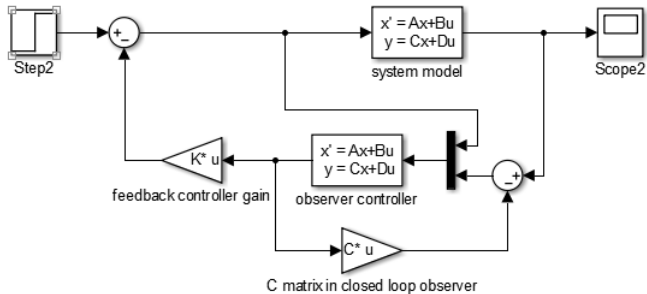 x' = Ax+Bu
y = Cx+Du
system model
Step2
Scope2
K* u
feedback controller gain
x' = Ax+Bu
y = Cx+Du
observer controller
C* u
C matrix in closed loop observer